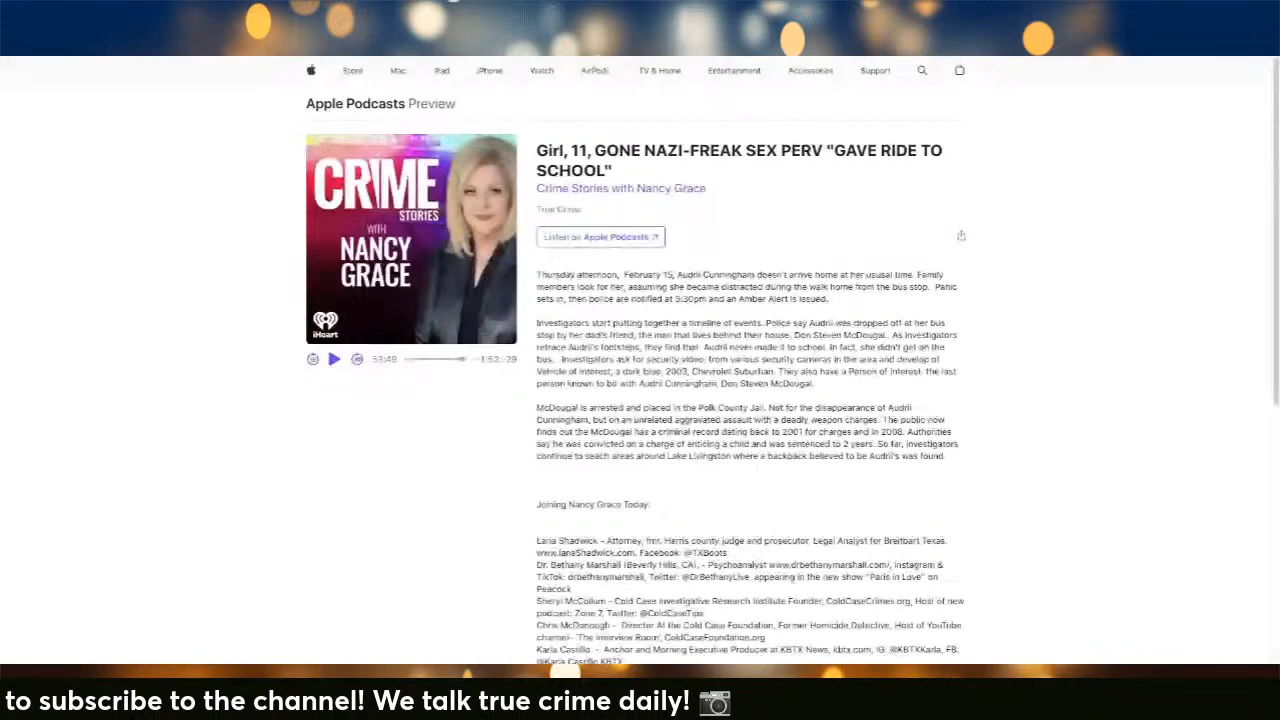 Store Mac iPad iPhone Watch AirPods TV & Home Entertainment Accessories Support
Apple Podcasts Preview
CRIME
STORIES
WITH
NANCY
GRACE
iHeart
53:49 -1:52:-29
Girl, 11, GONE NAZI-FREAK SEX PERV "GAVE RIDE TO
SCHOOL"
Crime Stories with Nancy Grace
True Crime
Listen on Apple Podcasts ↗
Thursday afternoon, February 15, Audrii Cunningham doesn't arrive home at her ususal time. Family
members look for her, assuming she became distracted during the walk home from the bus stop. Panic
sets in, then police are notified at 5:30pm and an Amber Alert is issued.
Investigators start putting together a timeline of events. Police say Audrii was dropped off at her bus
stop by her dad's friend, the man that lives behind their house, Don Steven McDougal. As investigators
retrace Audrii's footsteps, they find that Audrii never made it to school. In fact, she didn't get on the
bus. Investigators ask for security video, from various security cameras in the area and develop of
Vehicle of Interest, a dark blue, 2003, Chevrolet Suburban. They also have a Person of Interest: the last
person known to be with Audrii Cunningham, Don Steven McDougal.
McDougal is arrested and placed in the Polk County Jail. Not for the disappearance of Audrii
Cunningham, but on an unrelated aggravated assault with a deadly weapon charges. The public now
finds out the McDougal has a criminal record dating back to 2001 for charges and in 2008. Authorities
say he was convicted on a charge of enticing a child and was sentenced to 2 years. So far, investigators
continue to seach areas around Lake Livingston where a backpack believed to be Audrii's was found.
Joining Nancy Grace Today:
Lana Shadwick – Attorney, fmr. Harris county judge and prosecutor, Legal Analyst for Breitbart Texas.
www.lanaShadwick.com. Facebook: @TXBoots
Dr. Bethany Marshall (Beverly Hills, CA), - Psychoanalyst www.drbethanymarshall.com/, instagram &
TikTok: drbethanymarshall, Twitter: @DrBethanyLive, appearing in the new show "Paris in Love" on
Peacock
Sheryl McCollum – Cold Case Investigative Research Institute Founder, ColdCaseCrimes.org, Host of new
podcast: Zone 7, Twitter: @ColdCaseTips
Chris McDonough – Director At the Cold Case Foundation, Former Homicide Detective, Host of YouTube
channel- 'The Interview Room', ColdCaseFoundation.org
Karla Castillo – Anchor and Morning Executive Producer at KBTX News, kbtx.com, IG: @KBTXKarla, FB:
@Karla Castillo KBTX
to subscribe to the channel! We talk true crime daily! 📷